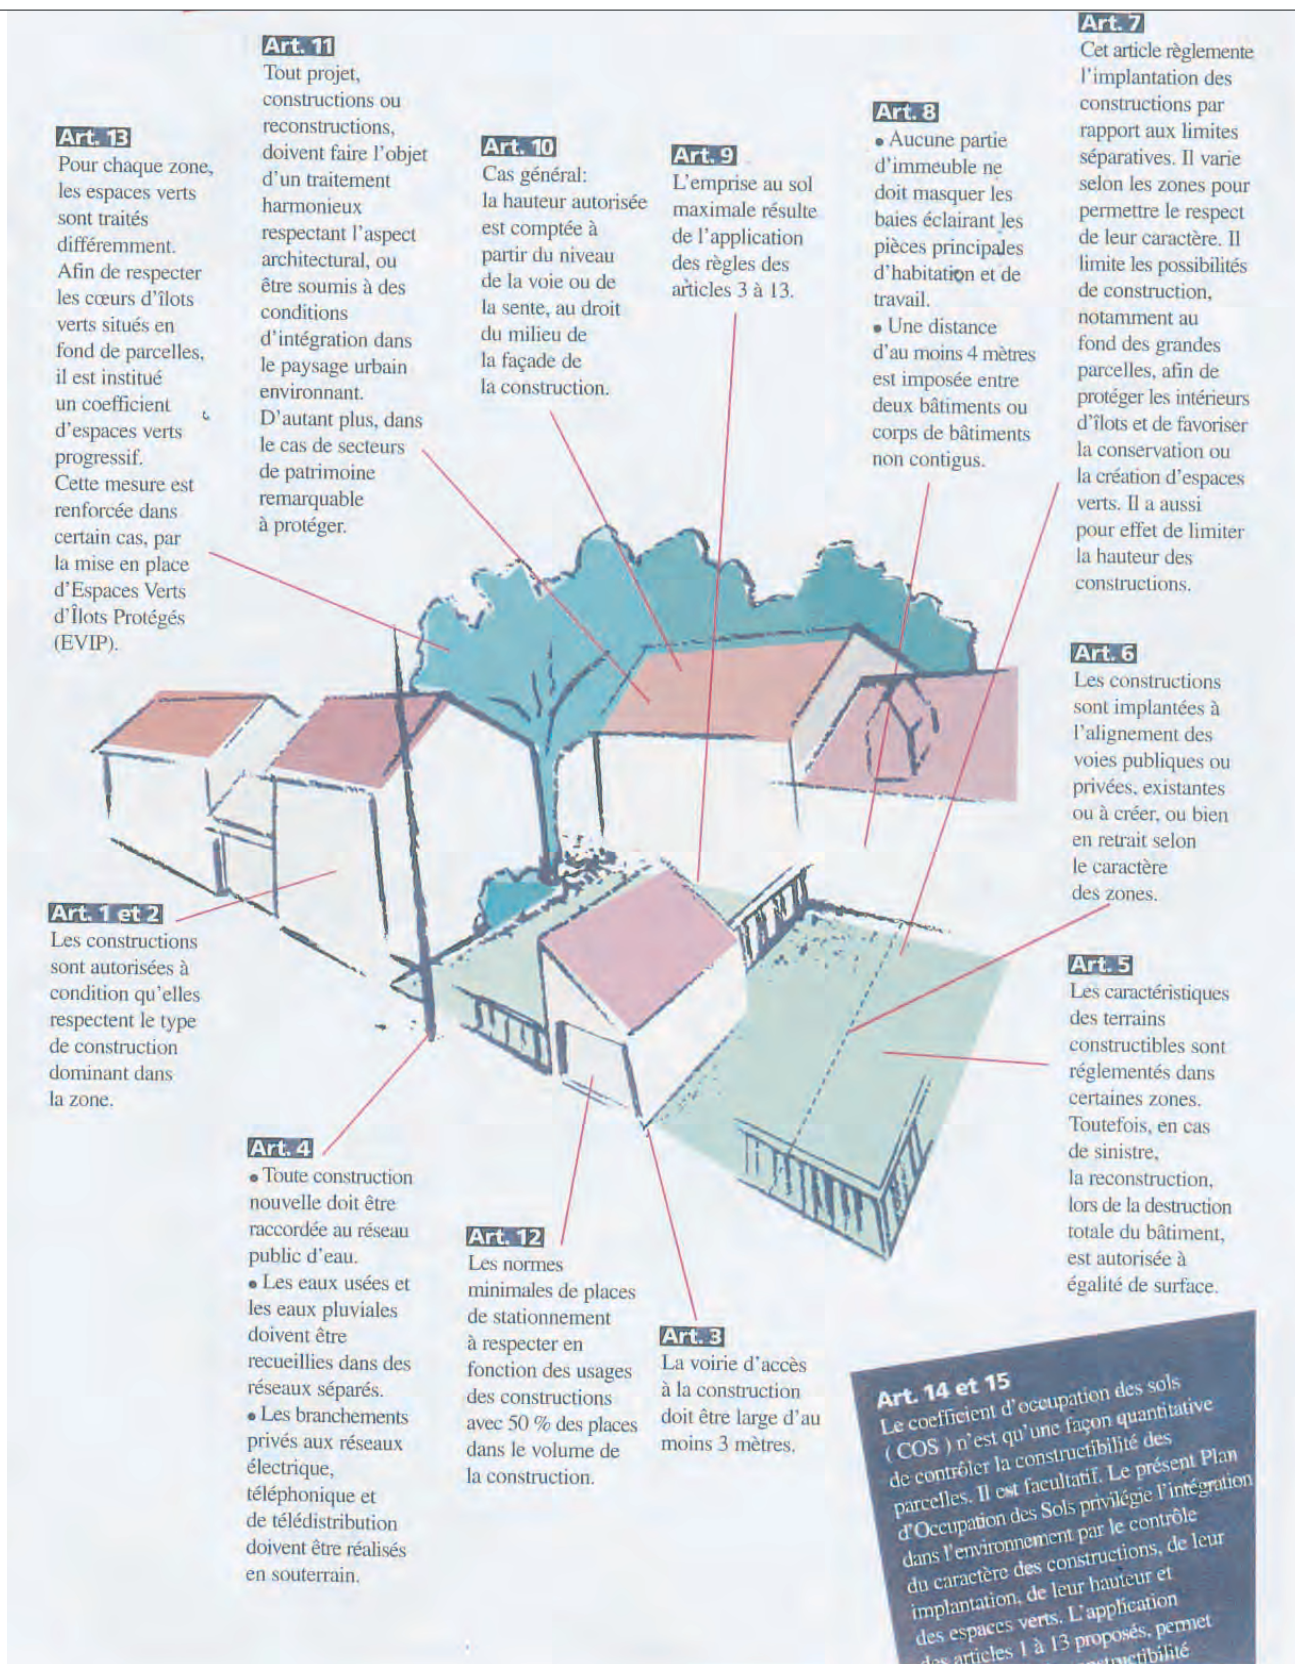 Art. 13
Pour chaque zone,
les espaces verts
sont traités
différemment.
Afin de respecter
les cœurs d'îlots
verts situés en
fond de parcelles,
il est institué
un coefficient
d'espaces verts
progressif.
Cette mesure est
renforcée dans
certain cas, par
la mise en place
d'Espaces Verts
d'Îlots Protégés
(EVIP).
Art. 11
Tout projet,
constructions ou
reconstructions,
doivent faire l'objet
d'un traitement
harmonieux
respectant l'aspect
architectural, ou
être soumis à des
conditions
d'intégration dans
le paysage urbain
environnant.
D'autant plus, dans
le cas de secteurs
de patrimoine
remarquable
à protéger.
Art. 10
Cas général:
la hauteur autorisée
est comptée à
partir du niveau
de la voie ou de
la sente, au droit
du milieu de
la façade de
la construction.
Art. 9
L'emprise au sol
maximale résulte
de l'application
des règles des
articles 3 à 13.
Art. 8
• Aucune partie
d'immeuble ne
doit masquer les
baies éclairant les
pièces principales
d'habitation et de
travail.
• Une distance
d'au moins 4 mètres
est imposée entre
deux bâtiments ou
corps de bâtiments
non contigus.
Art. 7
Cet article règlemente
l'implantation des
constructions par
rapport aux limites
séparatives. Il varie
selon les zones pour
permettre le respect
de leur caractère. Il
limite les possibilités
de construction,
notamment au
fond des grandes
parcelles, afin de
protéger les intérieurs
d'îlots et de favoriser
la conservation ou
la création d'espaces
verts. Il a aussi
pour effet de limiter
la hauteur des
constructions.
Art. 6
Les constructions
sont implantées à
l'alignement des
voies publiques ou
privées, existantes
ou à créer, ou bien
en retrait selon
le caractère
des zones.
Art. 1 et 2
Les constructions
sont autorisées à
condition qu'elles
respectent le type
de construction
dominant dans
la zone.
Art. 5
Les caractéristiques
des terrains
constructibles sont
réglementés dans
certaines zones.
Toutefois, en cas
de sinistre,
la reconstruction,
lors de la destruction
totale du bâtiment,
est autorisée à
égalité de surface.
Art. 4
• Toute construction
nouvelle doit être
raccordée au réseau
public d'eau.
• Les eaux usées et
les eaux pluviales
doivent être
recueillies dans des
réseaux séparés.
• Les branchements
privés aux réseaux
électrique,
téléphonique et
de télédistribution
doivent être réalisés
en souterrain.
Art. 12
Les normes
minimales de places
de stationnement
à respecter en
fonction des usages
des constructions
avec 50 % des places
dans le volume de
la construction.
Art. 3
La voirie d'accès
à la construction
doit être large d'au
moins 3 mètres.
Art. 14 et 15
Le coefficient d'occupation des sols
( COS ) n'est qu'une façon quantitative
de contrôler la constructibilité des
parcelles. Il est facultatif. Le présent Plan
d'Occupation des Sols privilégie l'intégration
dans l'environnement par le contrôle
du caractère des constructions, de leur
implantation, de leur hauteur et
des espaces verts. L'application
des articles 1 à 13 proposés, permet
constructibilité